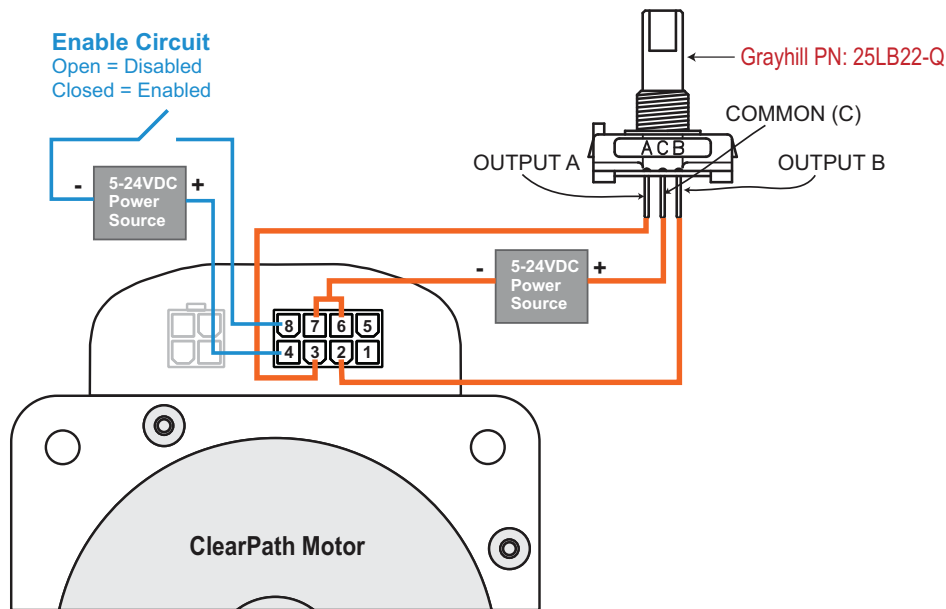 Enable Circuit
Open = Disabled
Closed = Enabled
Grayhill PN: 25LB22-Q
COMMON (C)
A C B
OUTPUT A
OUTPUT B
- 5-24VDC +
Power
Source
- 5-24VDC +
Power
Source
8 7 6 5
4 3 2 1
ClearPath Motor